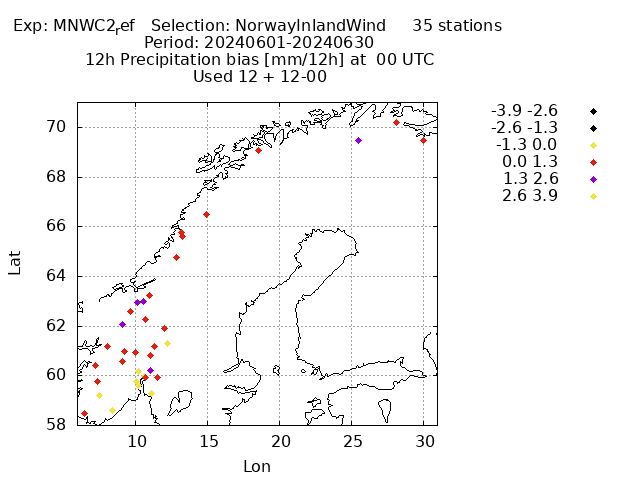 Exp: MNWC2ref Selection: NorwayInlandWind 35 stations
Period: 20240601-20240630
12h Precipitation bias [mm/12h] at 00 UTC
Used 12 + 12-00
-3.9 -2.6
-2.6 -1.3
-1.3 0.0
0.0 1.3
1.3 2.6
2.6 3.9
Lat
70
68
66
64
62
60
58
10 15 20 25 30
Lon